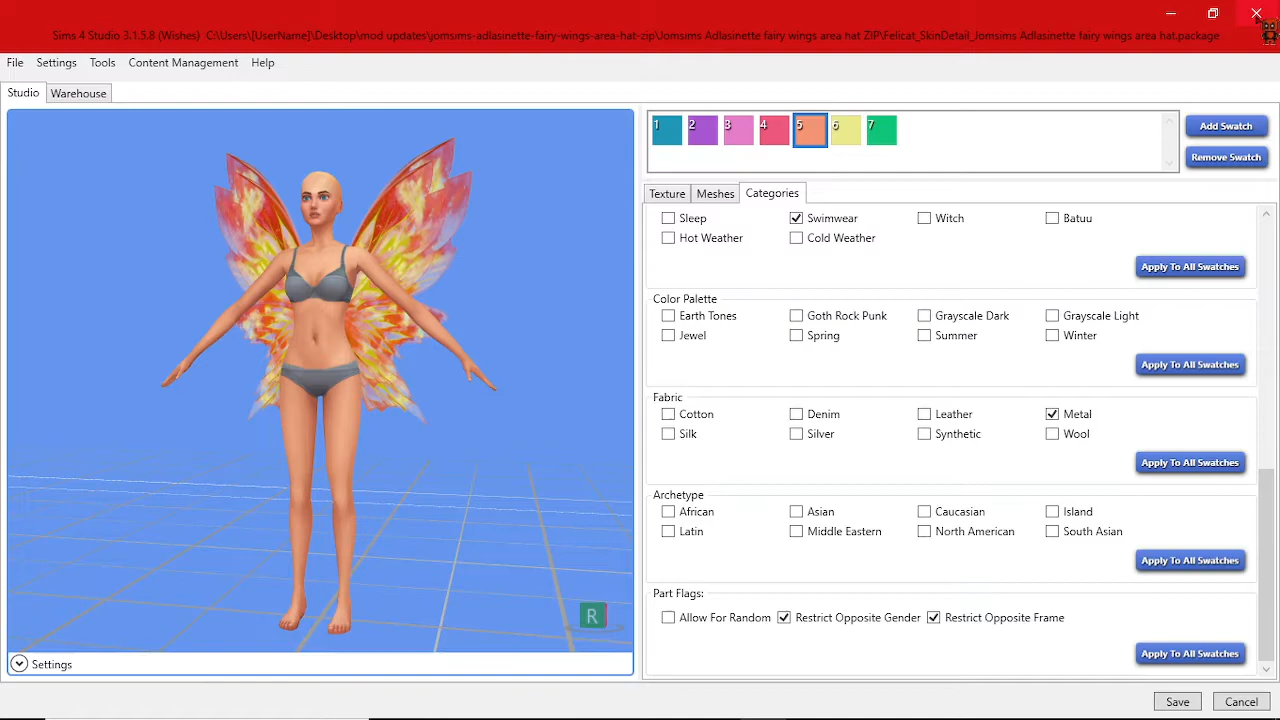 Sims 4 Studio 3.1.5.8 (Wishes) C:\Users\[UserName]\Desktop\mod updates\jomsims-adlasinette-fairy-wings-area-hat-zip\Jomsims Adlasinette fairy wings area hat ZIP\Felicat_SkinDetail_Jomsims Adlasinette fairy wings area hat.package
File Settings Tools Content Management Help
Studio Warehouse
1 2 3 4 5 6 7
Add Swatch
Remove Swatch
Texture Meshes Categories
Sleep Swimwear Witch Batuu
Hot Weather Cold Weather
Apply To All Swatches
Color Palette
Earth Tones Goth Rock Punk Grayscale Dark Grayscale Light
Jewel Spring Summer Winter
Apply To All Swatches
Fabric
Cotton Denim Leather Metal
Silk Silver Synthetic Wool
Apply To All Swatches
Archetype
African Asian Caucasian Island
Latin Middle Eastern North American South Asian
Apply To All Swatches
Part Flags:
Allow For Random Restrict Opposite Gender Restrict Opposite Frame
Apply To All Swatches
R
Settings
Save Cancel